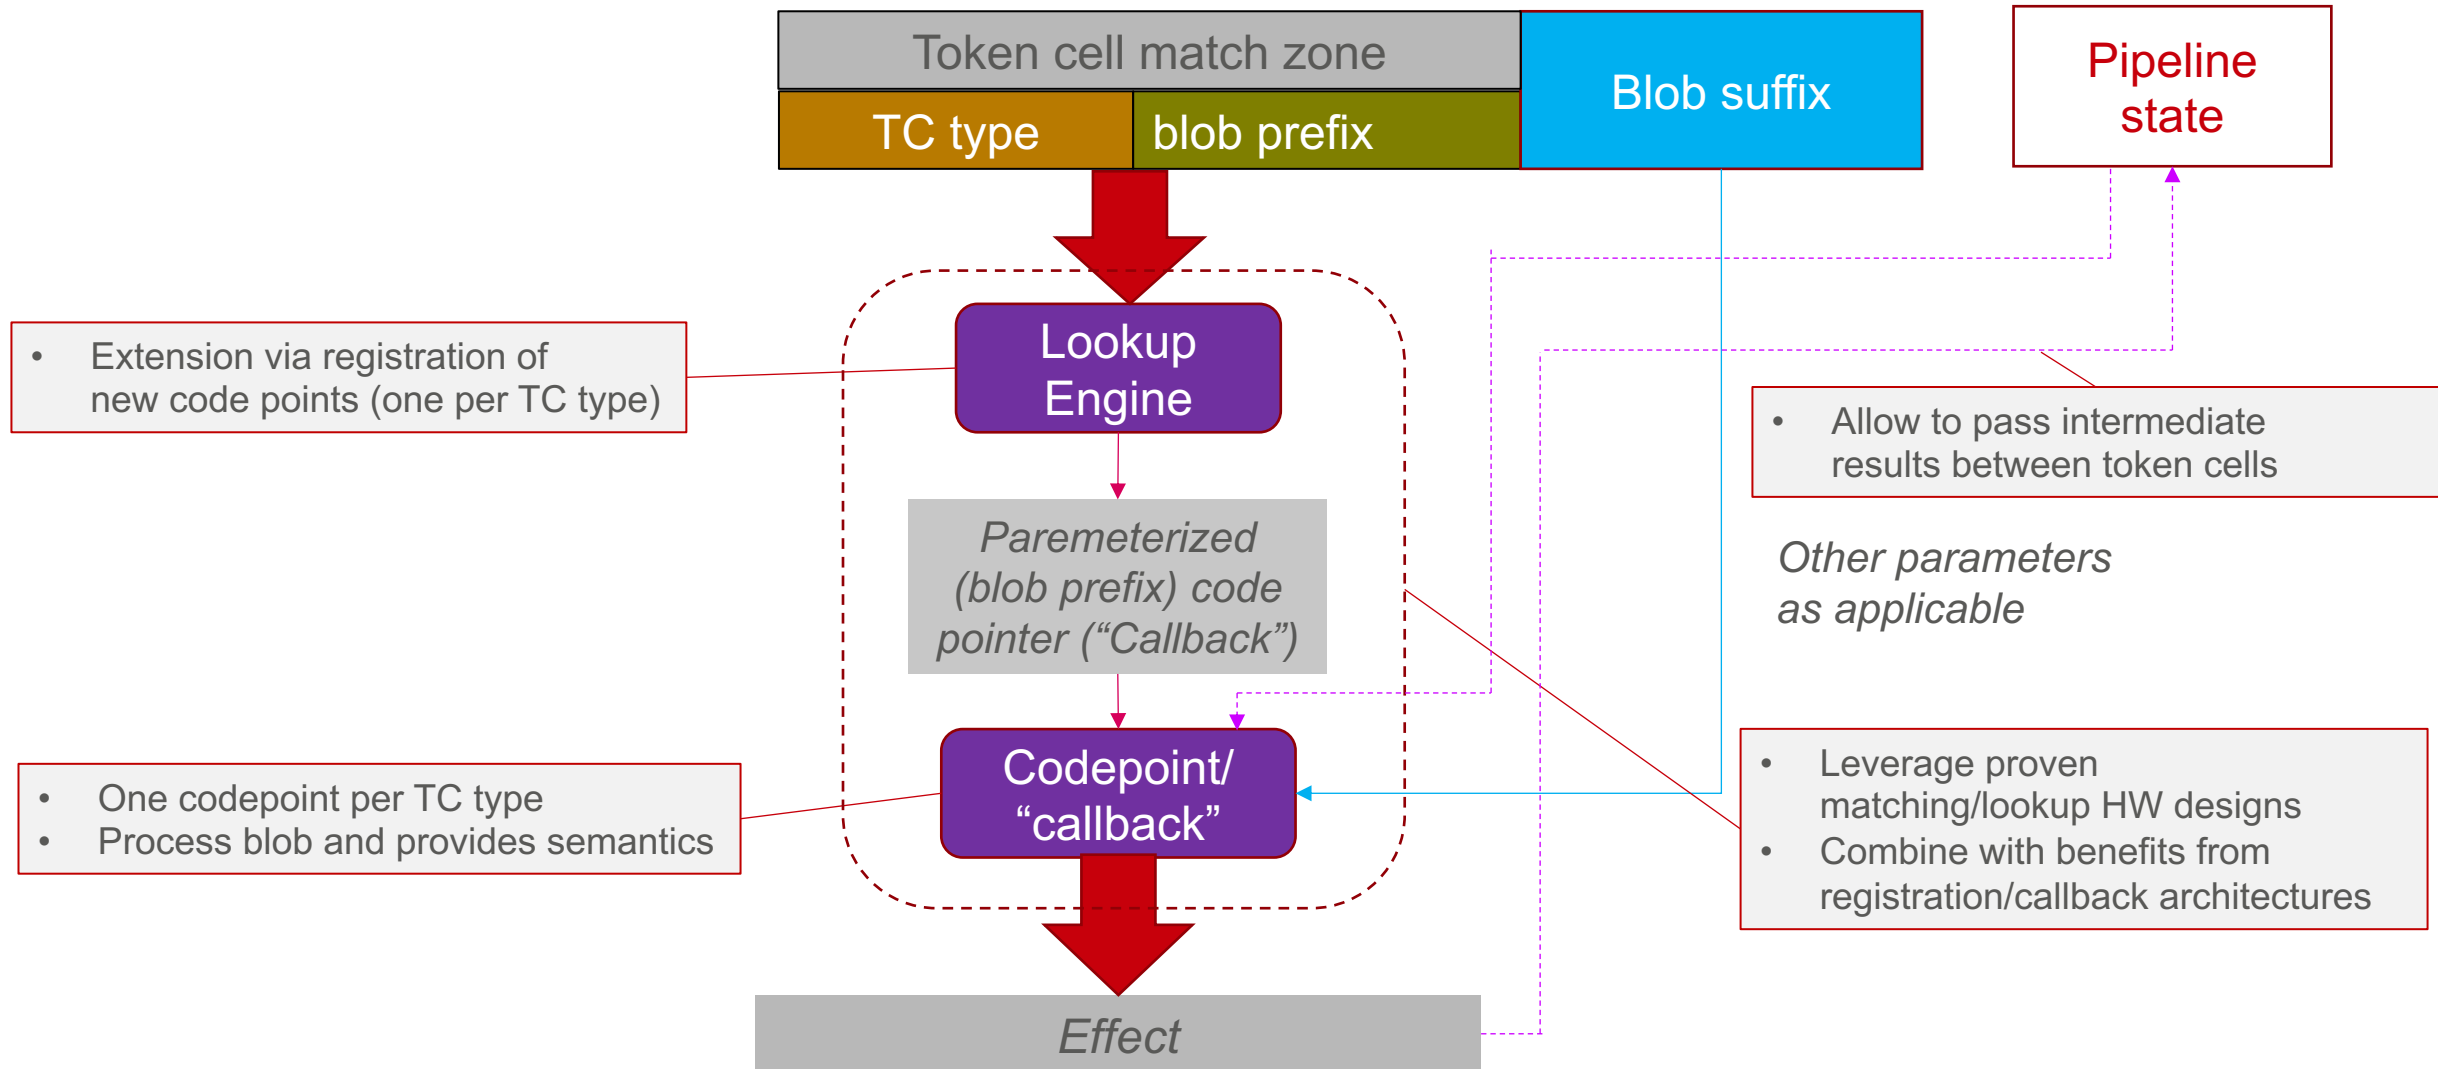 Token cell match zone
TC type
blob prefix
Blob suffix
Pipeline
state
Lookup
Engine
• Extension via registration of
new code points (one per TC type)
• Allow to pass intermediate
results between token cells
Paremeterized
(blob prefix) code
pointer (“Callback”)
Other parameters
as applicable
Codepoint/
“callback”
• One codepoint per TC type
• Process blob and provides semantics
• Leverage proven
matching/lookup HW designs
• Combine with benefits from
registration/callback architectures
Effect